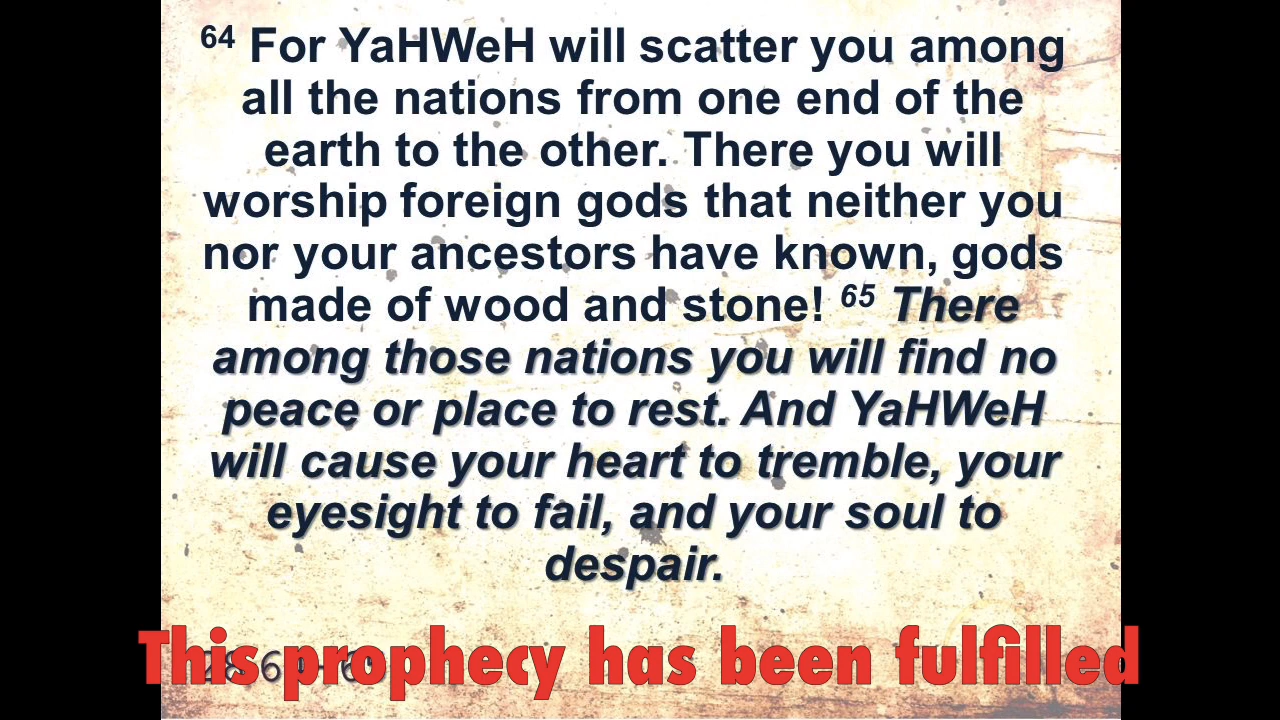 64 For YaHWeH will scatter you among
all the nations from one end of the
earth to the other. There you will
worship foreign gods that neither you
nor your ancestors have known, gods
made of wood and stone! 65 There
among those nations you will find no
peace or place to rest. And YaHWeH
will cause your heart to tremble, your
eyesight to fail, and your soul to
despair.
This prophecy has been fulfilled